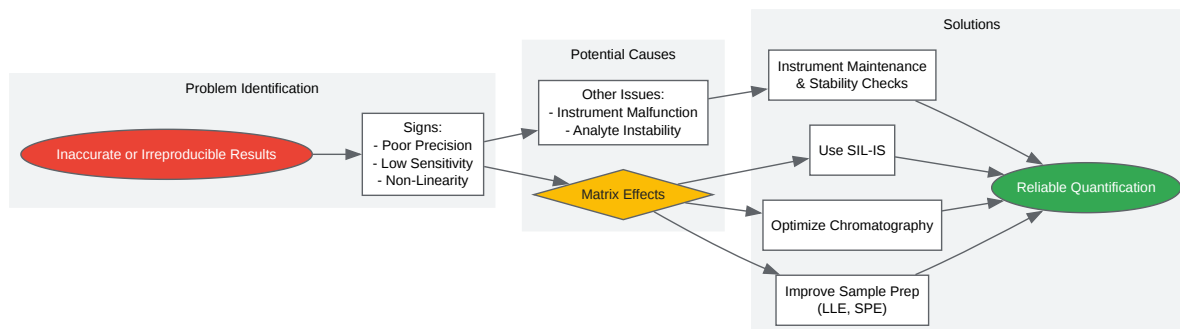 Problem Identification
Inaccurate or Irreproducible Results
Signs:
- Poor Precision
- Low Sensitivity
- Non-Linearity
Potential Causes
Other Issues:
- Instrument Malfunction
- Analyte Instability
Matrix Effects
Solutions
Instrument Maintenance
& Stability Checks
Use SIL-IS
Optimize Chromatography
Improve Sample Prep
(LLE, SPE)
Reliable Quantification